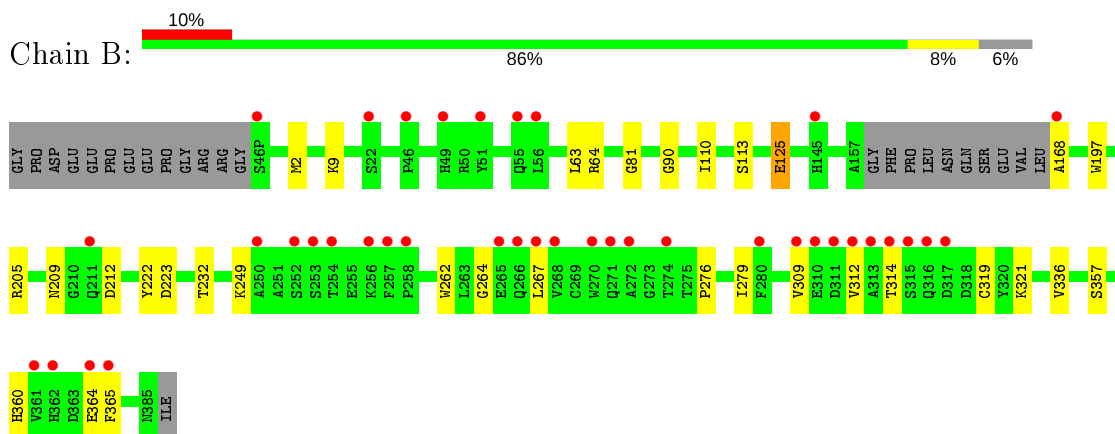 10%
Chain B:
86%
8%
6%
GLY PRO ASP GLU GLU PRO GLU GLU PRO GLY ARG ARG GLY S46P M2 K9 S22 P46 H49 R50 Y51 Q55 L56 L63 R64 G81 G90 I110 S113 E125 H145 A157 GLY PHE PRO LEU ASN GLN SER GLU VAL LEU A168 W197
R205 N209 G210 Q211 D212 Y222 D223 T232 K249 A250 A251 S252 S253 T254 E255 K256 F257 P258 W262 L263 G264 E265 Q266 L267 V268 C269 W270 Q271 A272 G273 T274 T275 P276 I279 F280 V309 E310 D311 V312 A313 T314 S315 Q316 D317 D318 C319 Y320 K321 V336 S357
H360 V361 H362 D363 E364 F365 N385 ILE